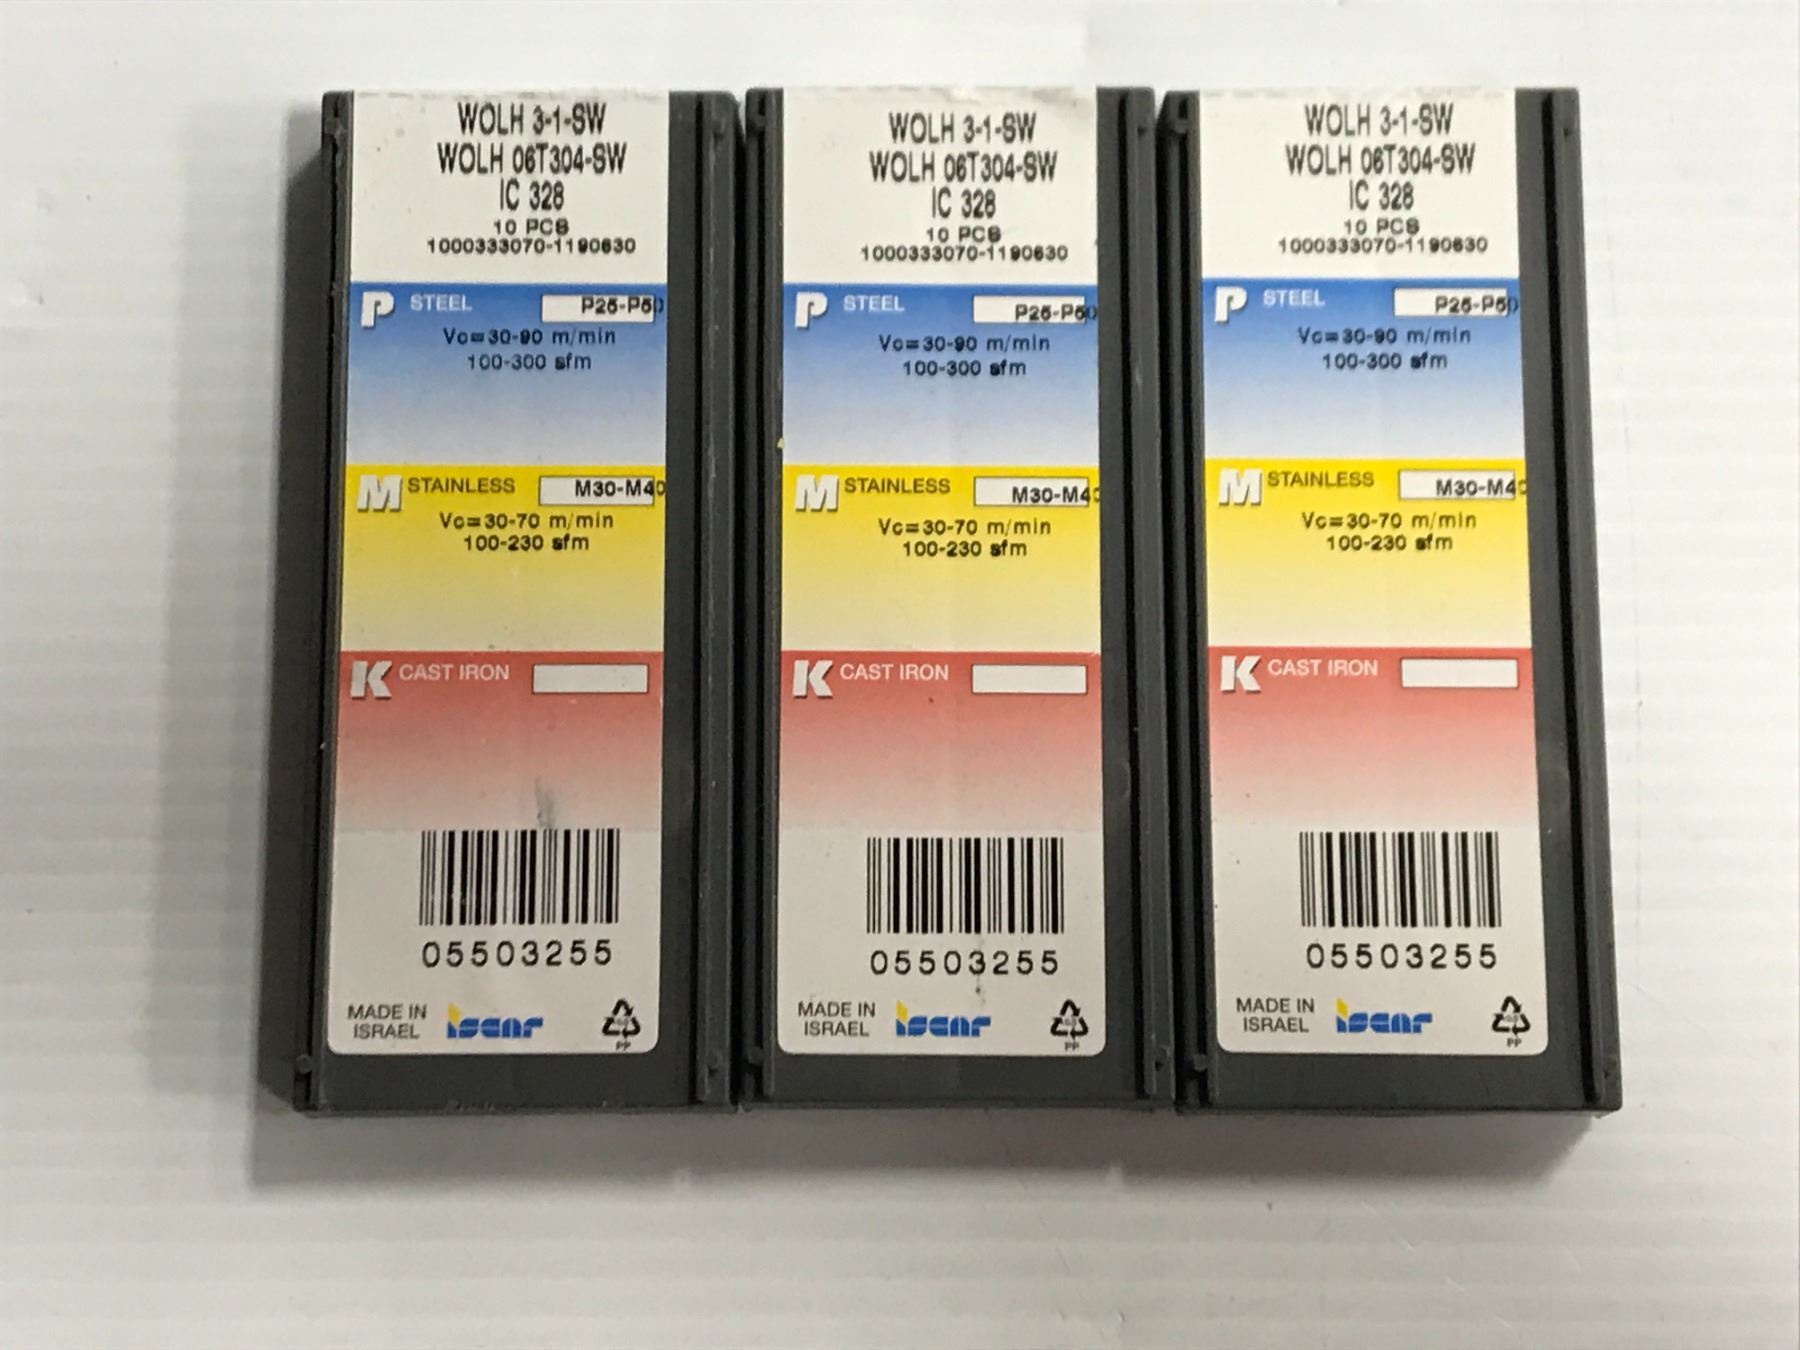 WOLH 3-1-SW
WOLH 06T304-SW
IC 328
10 PCS
1000333070-1190630
P STEEL P25-P50
Vc=30-90 m/min
100-300 sfm
M STAINLESS M30-M40
Vc=30-70 m/min
100-230 sfm
K CAST IRON
05503255
MADE IN
ISRAEL
iscar
PP
WOLH 3-1-SW
WOLH 06T304-SW
IC 328
10 PCS
1000333070-1190630
P STEEL P25-P50
Vc=30-90 m/min
100-300 sfm
M STAINLESS M30-M40
Vc=30-70 m/min
100-230 sfm
K CAST IRON
05503255
MADE IN
ISRAEL
iscar
PP
WOLH 3-1-SW
WOLH 06T304-SW
IC 328
10 PCS
1000333070-1190630
P STEEL P25-P50
Vc=30-90 m/min
100-300 sfm
M STAINLESS M30-M40
Vc=30-70 m/min
100-230 sfm
K CAST IRON
05503255
MADE IN
ISRAEL
iscar
PP